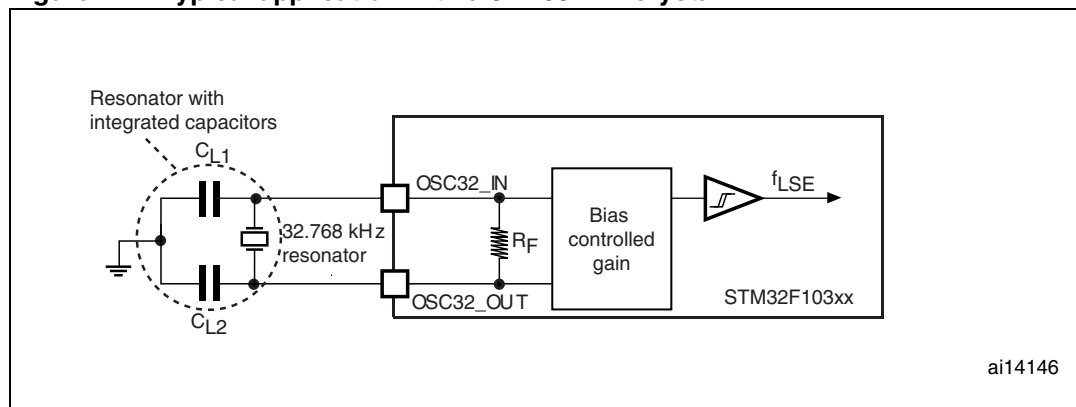 Resonator with
integrated capacitors
CL1
OSC32_IN
fLSE
32.768 kHz
resonator
RF
Bias
controlled
gain
OSC32_OUT
STM32F103xx
CL2
ai14146